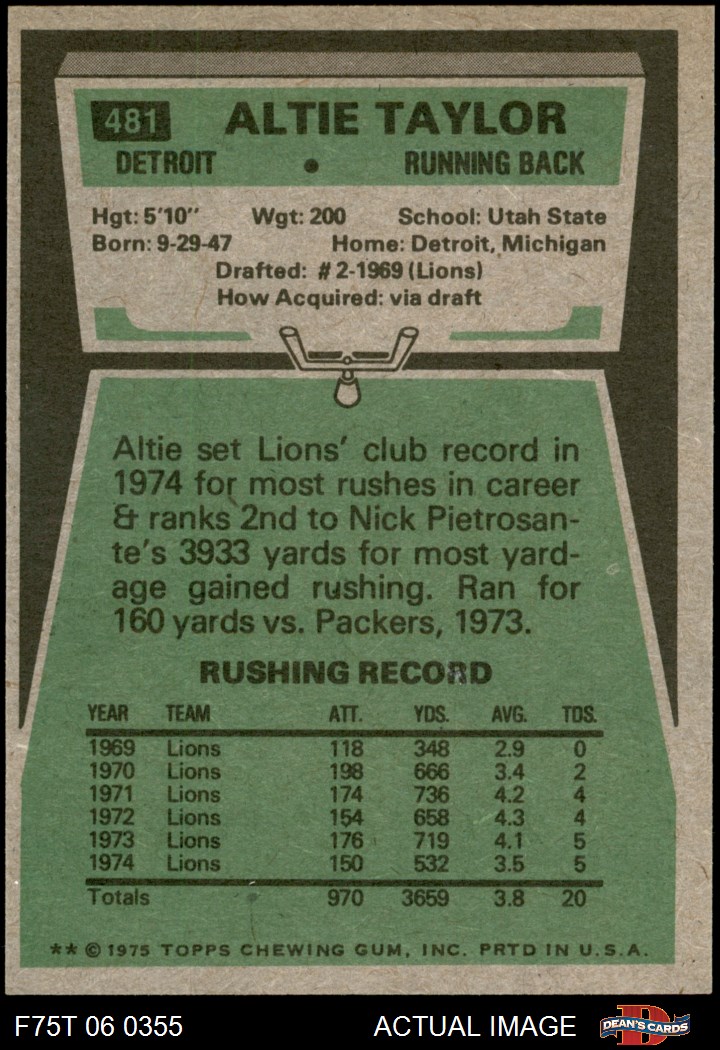 481 ALTIE TAYLOR
DETROIT • RUNNING BACK
Hgt: 5'10" Wgt: 200 School: Utah State
Born: 9-29-47 Home: Detroit, Michigan
Drafted: #2-1969 (Lions)
How Acquired: via draft
Altie set Lions' club record in
1974 for most rushes in career
& ranks 2nd to Nick Pietrosan-
te's 3933 yards for most yard-
age gained rushing. Ran for
160 yards vs. Packers, 1973.
RUSHING RECORD
YEAR TEAM ATT. YDS. AVG. TDS.
1969 Lions 118 348 2.9 0
1970 Lions 198 666 3.4 2
1971 Lions 174 736 4.2 4
1972 Lions 154 658 4.3 4
1973 Lions 176 719 4.1 5
1974 Lions 150 532 3.5 5
Totals 970 3659 3.8 20
** © 1975 TOPPS CHEWING GUM, INC. PRTD IN U.S.A.
F75T 06 0355 ACTUAL IMAGE D DEAN'S CARDS